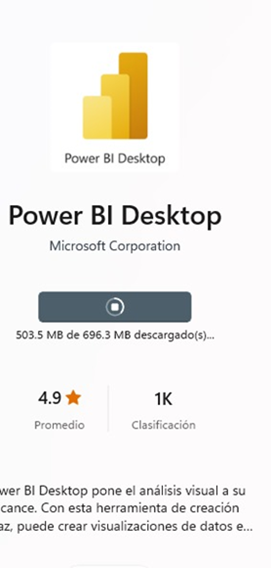 Power BI Desktop
Power BI Desktop
Microsoft Corporation
503.5 MB de 696.3 MB descargado(s)...
4.9
1K
Promedio
Clasificación
wer BI Desktop pone el análisis visual a su
cance. Con esta herramienta de creación
az, puede crear visualizaciones de datos e...